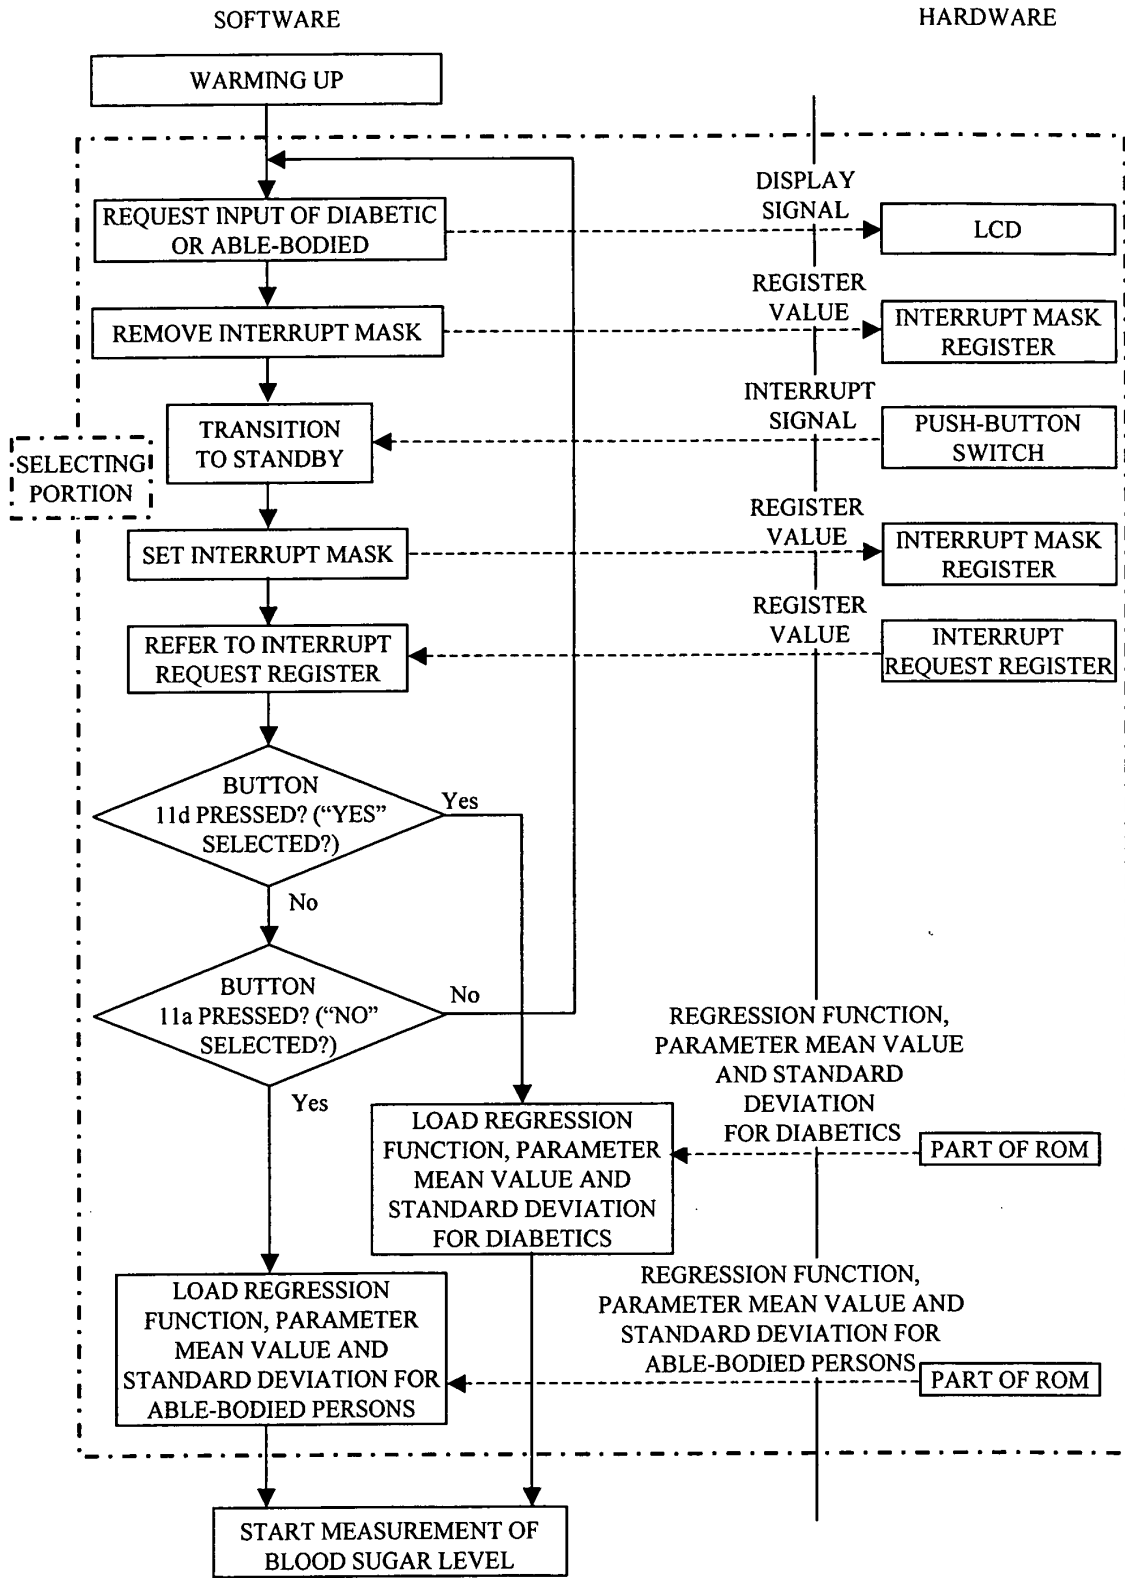 SOFTWARE
HARDWARE
WARMING UP
REQUEST INPUT OF DIABETIC
OR ABLE-BODIED
DISPLAY
SIGNAL
LCD
REMOVE INTERRUPT MASK
REGISTER
VALUE
INTERRUPT MASK
REGISTER
TRANSITION
TO STANDBY
INTERRUPT
SIGNAL
PUSH-BUTTON
SWITCH
SELECTING
PORTION
SET INTERRUPT MASK
REGISTER
VALUE
INTERRUPT MASK
REGISTER
REFER TO INTERRUPT
REQUEST REGISTER
REGISTER
VALUE
INTERRUPT
REQUEST REGISTER
BUTTON
11d PRESSED? (“YES”
SELECTED?)
Yes
No
BUTTON
11a PRESSED? (“NO”
SELECTED?)
No
Yes
LOAD REGRESSION
FUNCTION, PARAMETER
MEAN VALUE AND
STANDARD DEVIATION
FOR DIABETICS
REGRESSION FUNCTION,
PARAMETER MEAN VALUE
AND STANDARD
DEVIATION
FOR DIABETICS
PART OF ROM
LOAD REGRESSION
FUNCTION, PARAMETER
MEAN VALUE AND
STANDARD DEVIATION FOR
ABLE-BODIED PERSONS
REGRESSION FUNCTION,
PARAMETER MEAN VALUE AND
STANDARD DEVIATION FOR
ABLE-BODIED PERSONS
PART OF ROM
START MEASUREMENT OF
BLOOD SUGAR LEVEL